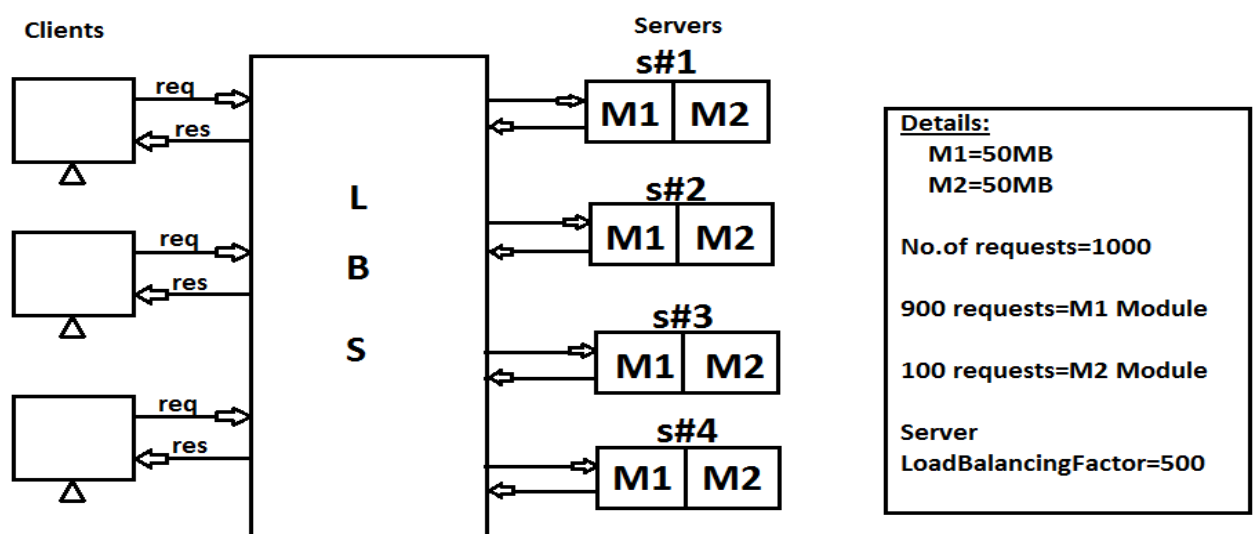 Clients
Servers
req
res
req
res
req
res
L
B
S
s#1
M1 M2
s#2
M1 M2
s#3
M1 M2
s#4
M1 M2
Details:
M1=50MB
M2=50MB
No.of requests=1000
900 requests=M1 Module
100 requests=M2 Module
Server
LoadBalancingFactor=500